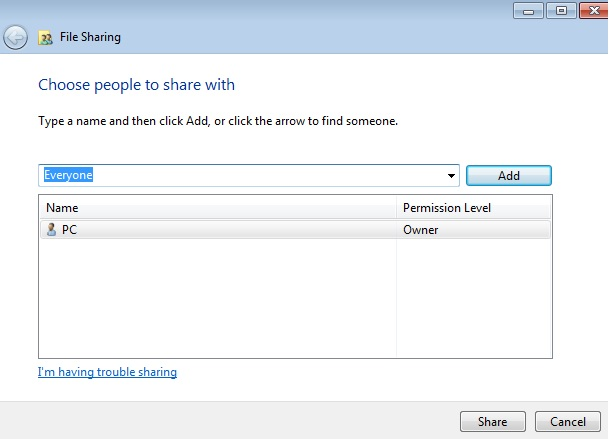 File Sharing
Choose people to share with
Type a name and then click Add, or click the arrow to find someone.
Everyone
Add
Name Permission Level
PC Owner
I'm having trouble sharing
Share Cancel